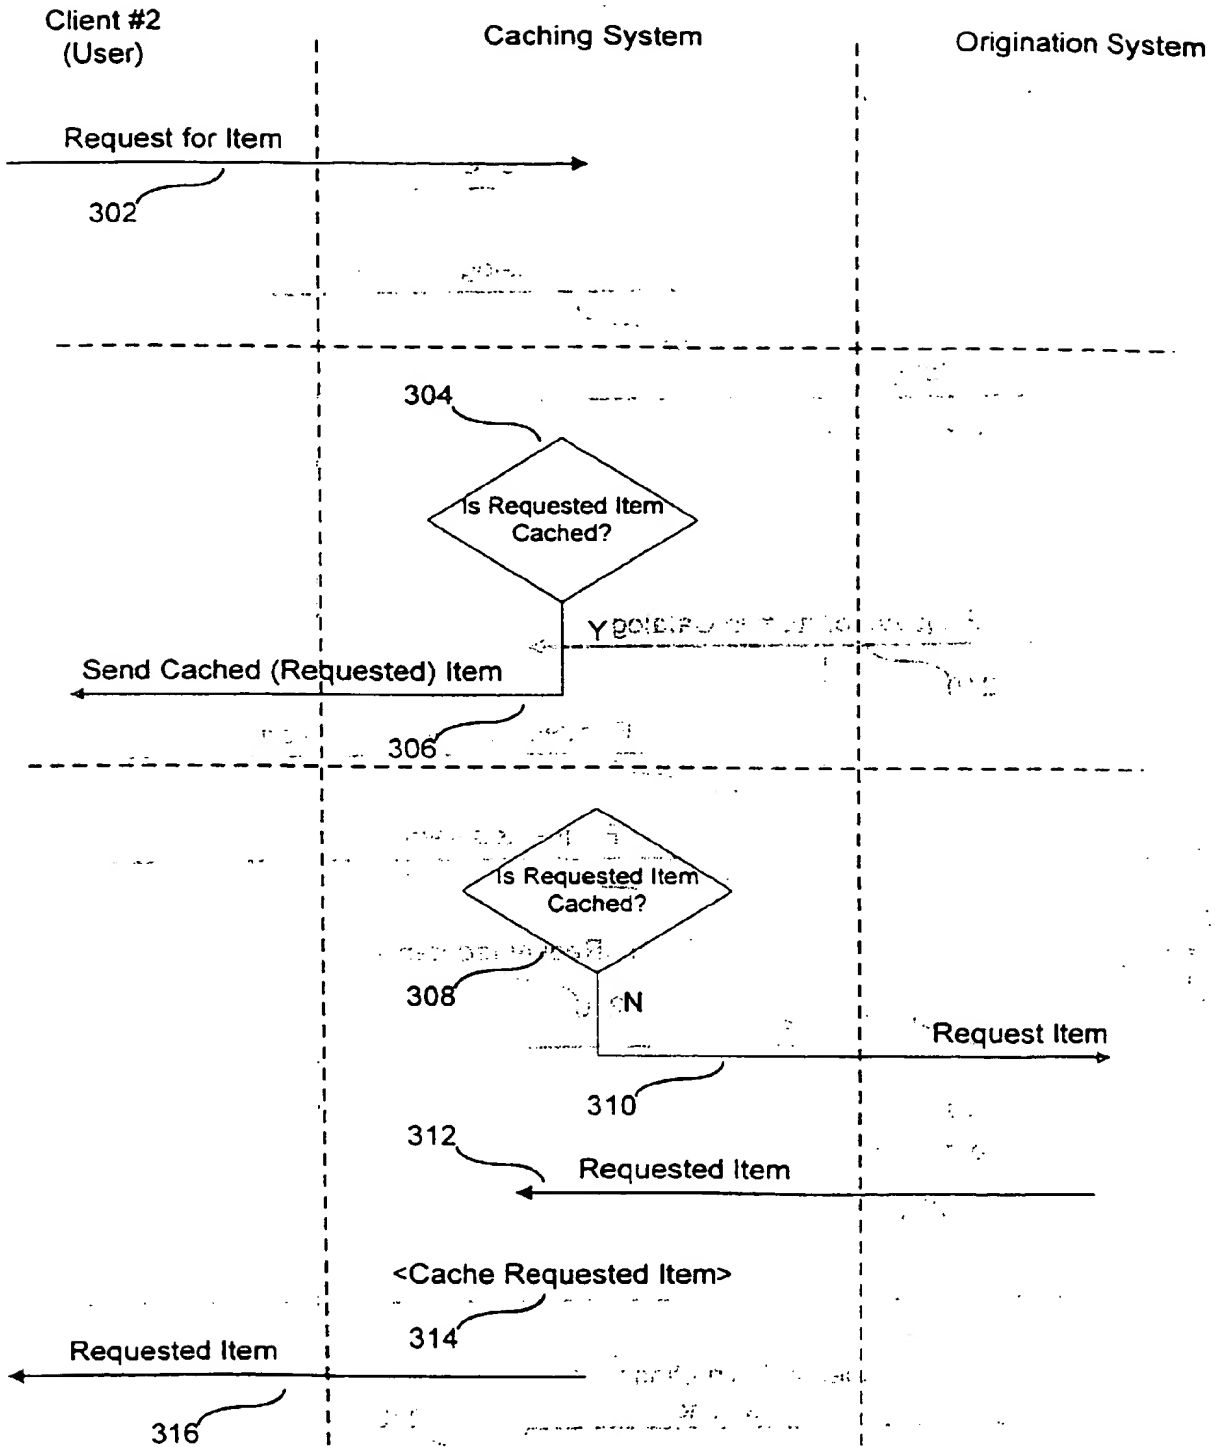 Client #2
(User)
Caching System
Origination System
Request for Item
302
304
Is Requested Item
Cached?
Y
Send Cached (Requested) Item
306
Is Requested Item
Cached?
308
N
Request Item
310
312
Requested Item
<Cache Requested Item>
314
Requested Item
316